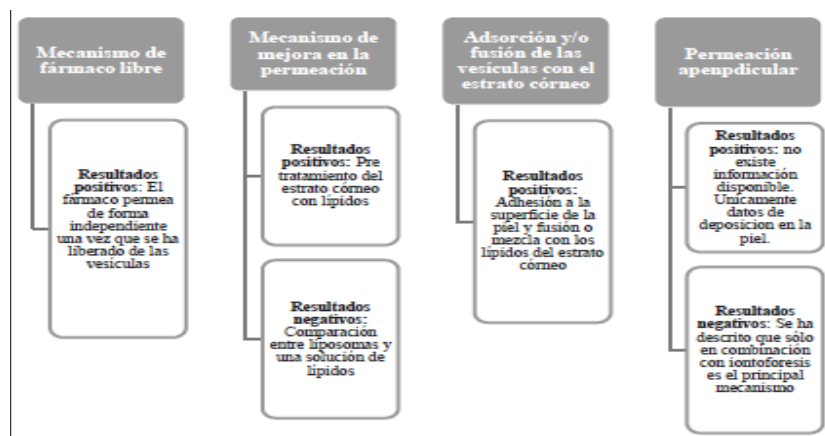 Mecanismo de
fármaco libre
Resultados
positivos: El
fármaco permea
de forma
independiente
una vez que se ha
liberado de las
vesículas
Mecanismo de
mejora en la
permeación
Resultados
positivos: Pre
tratamiento del
estrato córneo
con lípidos
Resultados
negativos:
Comparación
entre liposomas y
una solución de
lípidos
Adsorción y/o
fusión de las
vesículas con el
estrato córneo
Resultados
positivos:
Adhesión a la
superficie de la
piel y fusión o
mezcla con los
lípidos del estrato
córneo
Permeación
apenpdicular
Resultados
positivos: no
existe
información
disponible.
Unicamente
datos de
deposicion en la
piel.
Resultados
negativos: Se ha
descrito que sólo
en combinación
con iontoforesis
es el principal
mecanismo